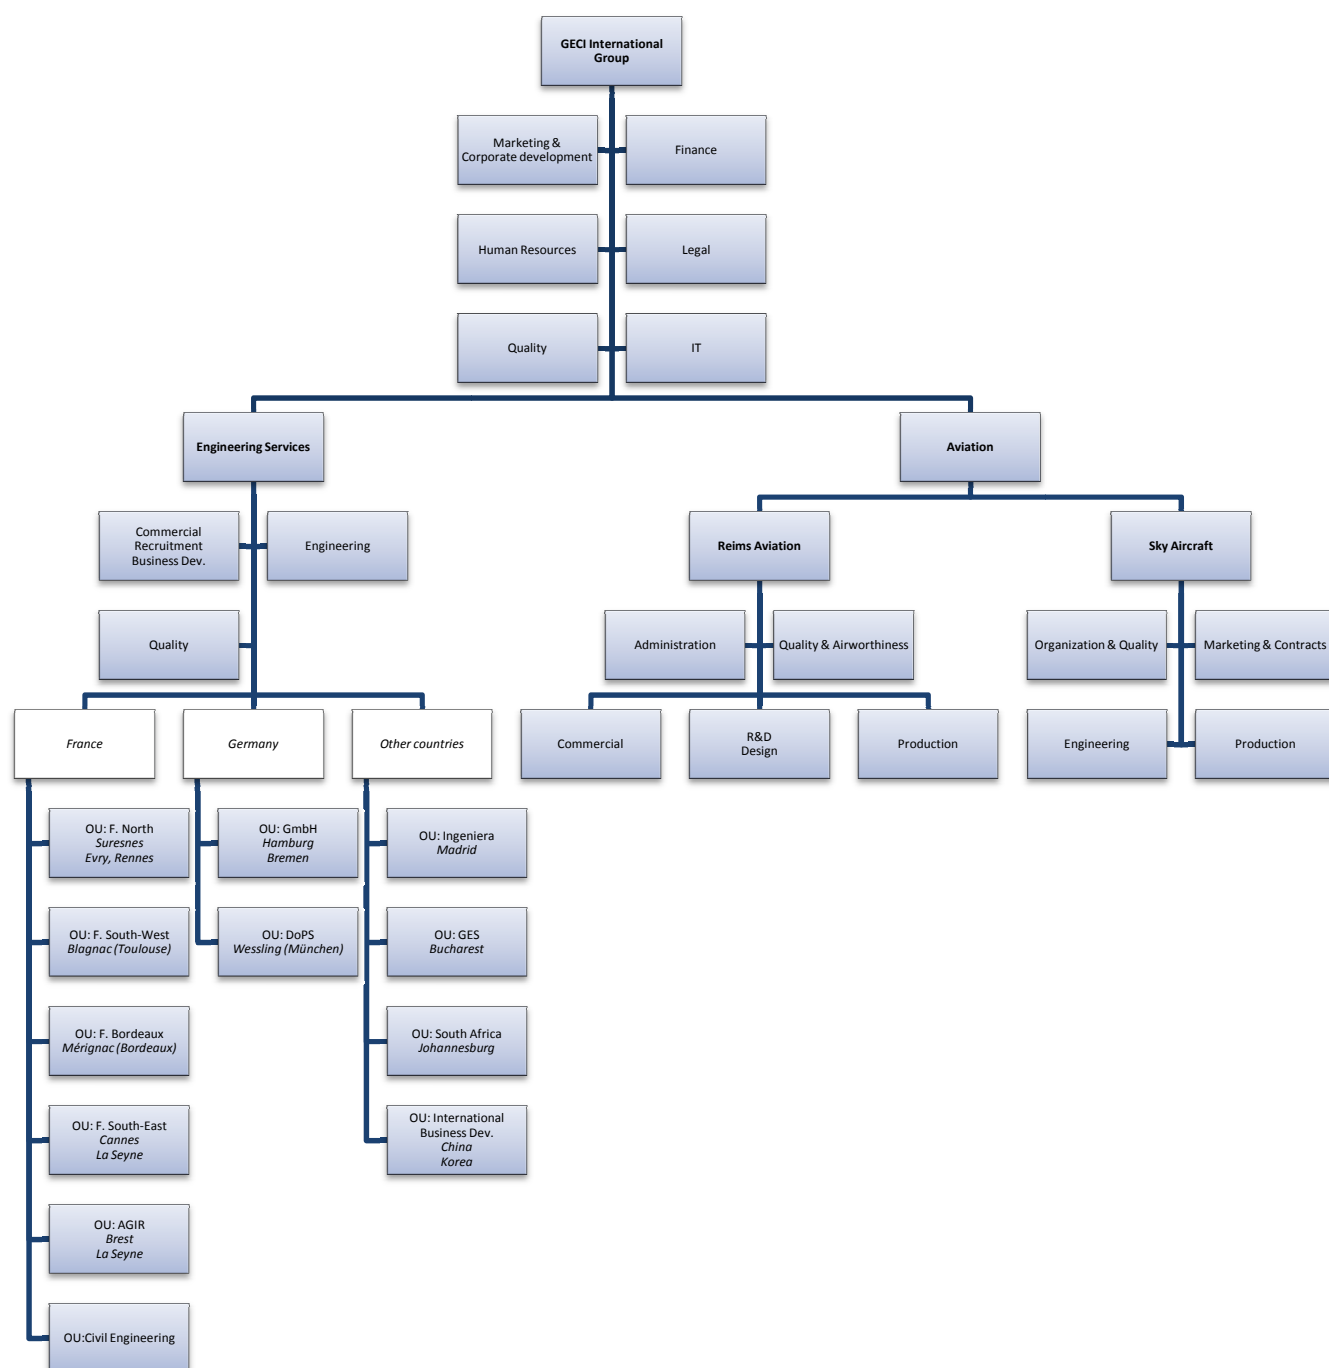 GECI International
Group
Marketing &
Corporate development
Finance
Human Resources
Legal
Quality
IT
Engineering Services
Aviation
Commercial
Recruitment
Business Dev.
Engineering
Reims Aviation
Sky Aircraft
Quality
Administration
Quality & Airworthiness
Organization & Quality
Marketing & Contracts
France
Germany
Other countries
Commercial
R&D
Design
Production
Engineering
Production
OU: F. North
Suresnes
Evry, Rennes
OU: GmbH
Hamburg
Bremen
OU: Ingeniera
Madrid
OU: F. South-West
Blagnac (Toulouse)
OU: DoPS
Wessling (München)
OU: GES
Bucharest
OU: F. Bordeaux
Mérignac (Bordeaux)
OU: South Africa
Johannesburg
OU: F. South-East
Cannes
La Seyne
OU: International
Business Dev.
China
Korea
OU: AGIR
Brest
La Seyne
OU:Civil Engineering